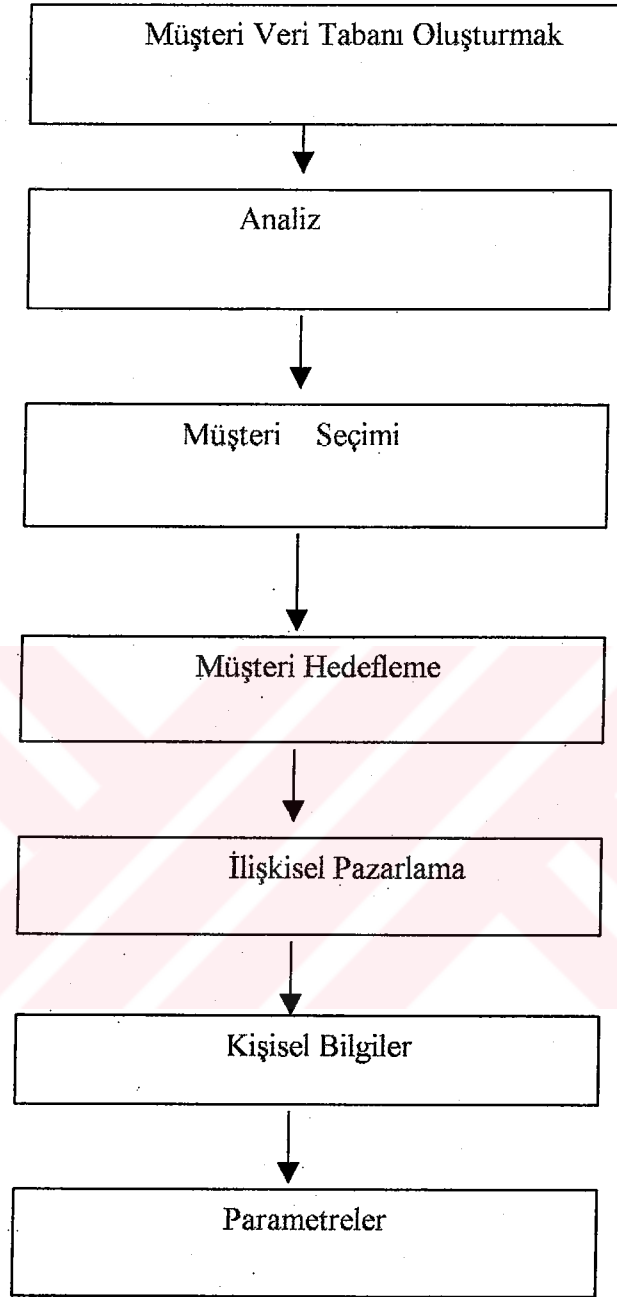 Müşteri Veri Tabanı Oluşturmak
Analiz
Müşteri Seçimi
Müşteri Hedefleme
İlişkisel Pazarlama
Kişisel Bilgiler
Parametreler